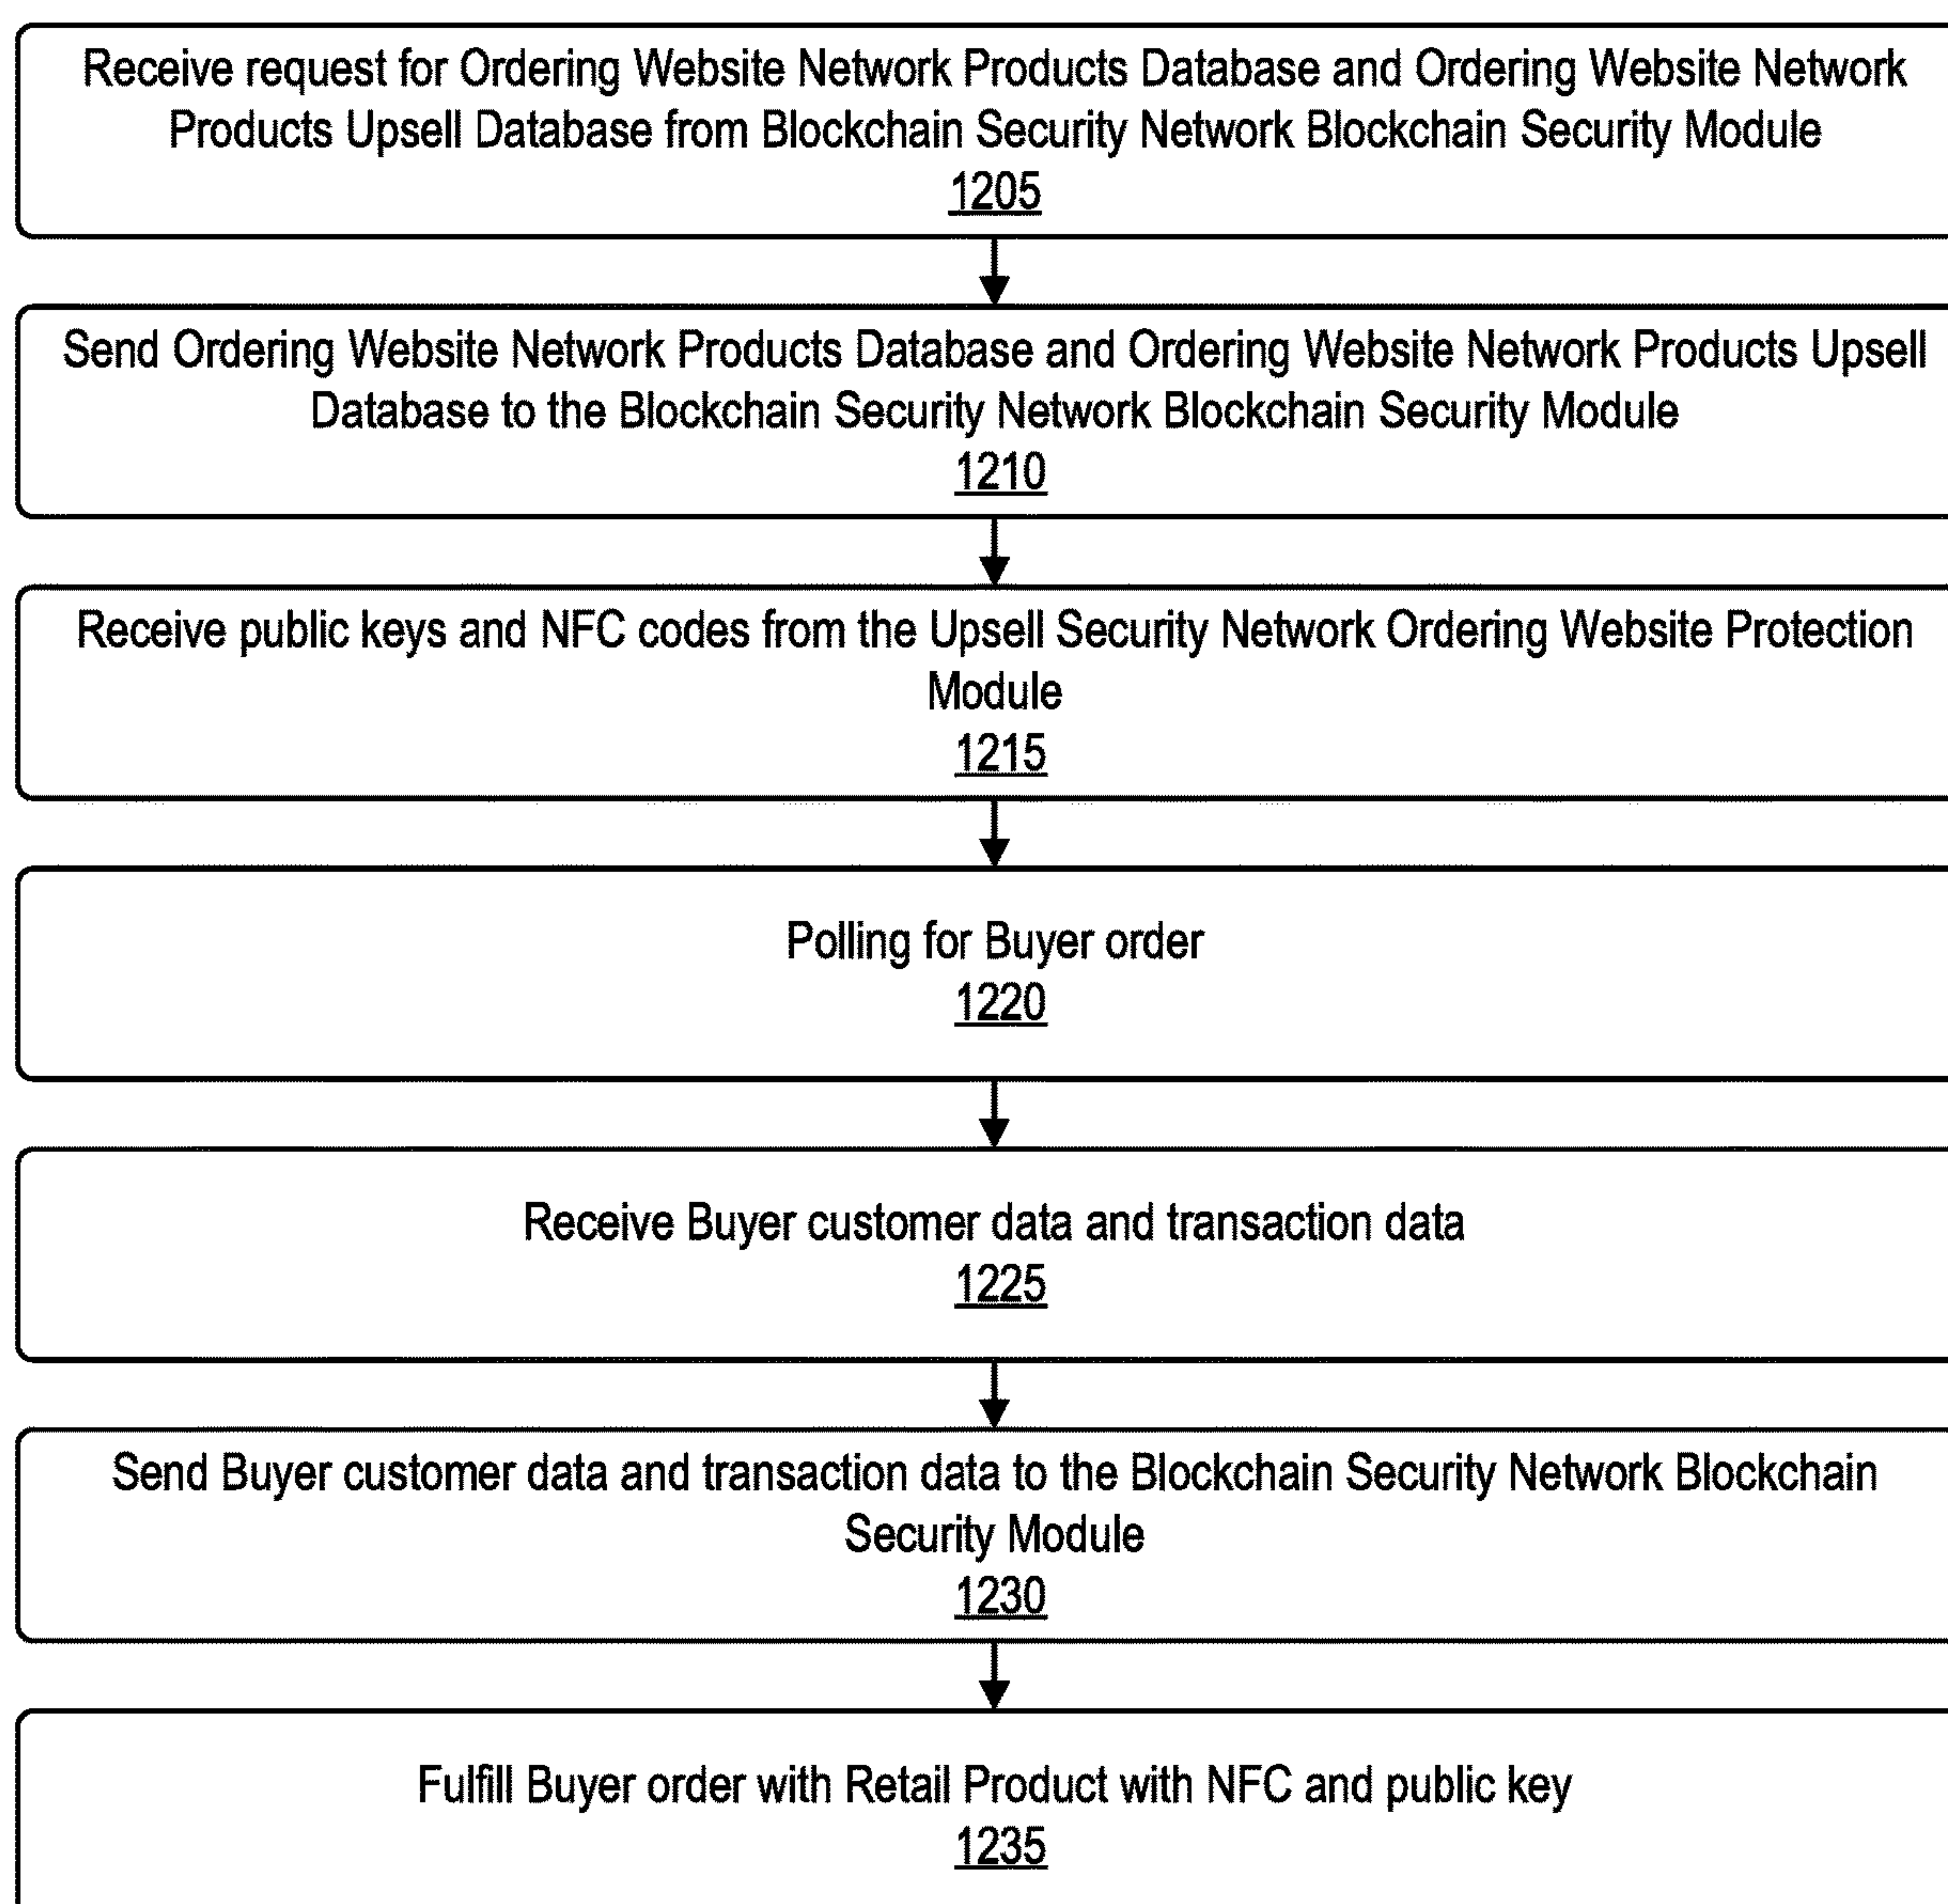 Receive request for Ordering Website Network Products Database and Ordering Website Network
Products Upsell Database from Blockchain Security Network Blockchain Security Module
1205
Send Ordering Website Network Products Database and Ordering Website Network Products Upsell
Database to the Blockchain Security Network Blockchain Security Module
1210
Receive public keys and NFC codes from the Upsell Security Network Ordering Website Protection
Module
1215
Polling for Buyer order
1220
Receive Buyer customer data and transaction data
1225
Send Buyer customer data and transaction data to the Blockchain Security Network Blockchain
Security Module
1230
Fulfill Buyer order with Retail Product with NFC and public key
1235